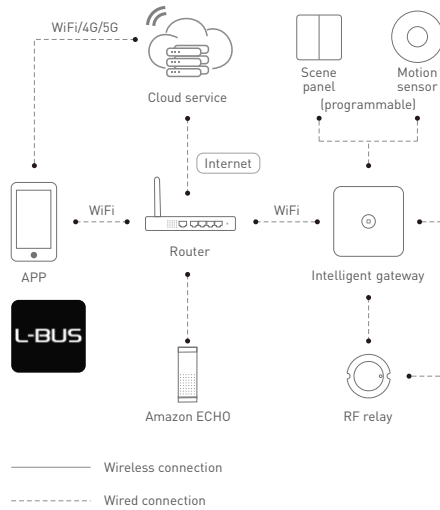 WiFi/4G/5G
Cloud service
Scene
panel
Motion
sensor
(programmable)
Internet
WiFi
WiFi
APP
Router
Intelligent gateway
L-BUS
Amazon ECHO
RF relay
Wireless connection
Wired connection